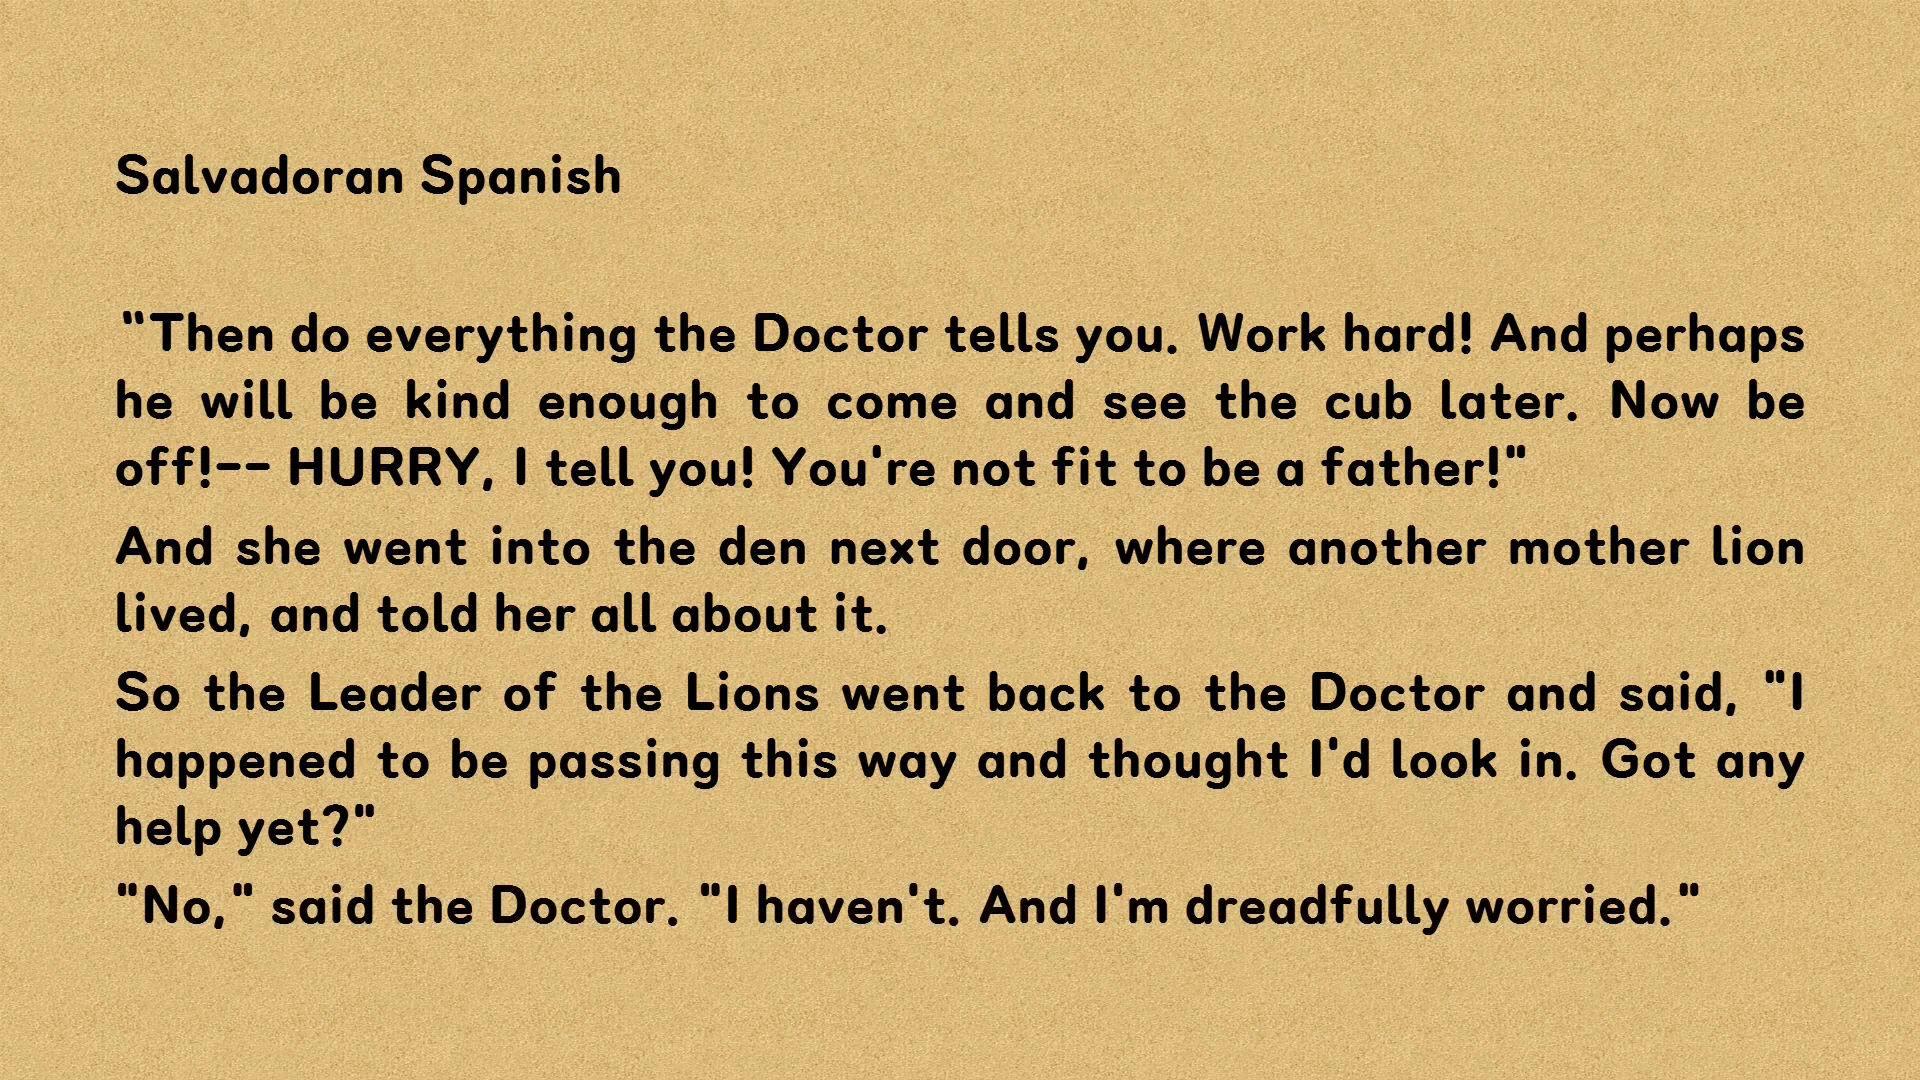 Salvadoran Spanish
"Then do everything the Doctor tells you. Work hard! And perhaps
he will be kind enough to come and see the cub later. Now be
off!-- HURRY, I tell you! You're not fit to be a father!"
And she went into the den next door, where another mother lion
lived, and told her all about it.
So the Leader of the Lions went back to the Doctor and said, "I
happened to be passing this way and thought I'd look in. Got any
help yet?"
"No," said the Doctor. "I haven't. And I'm dreadfully worried."